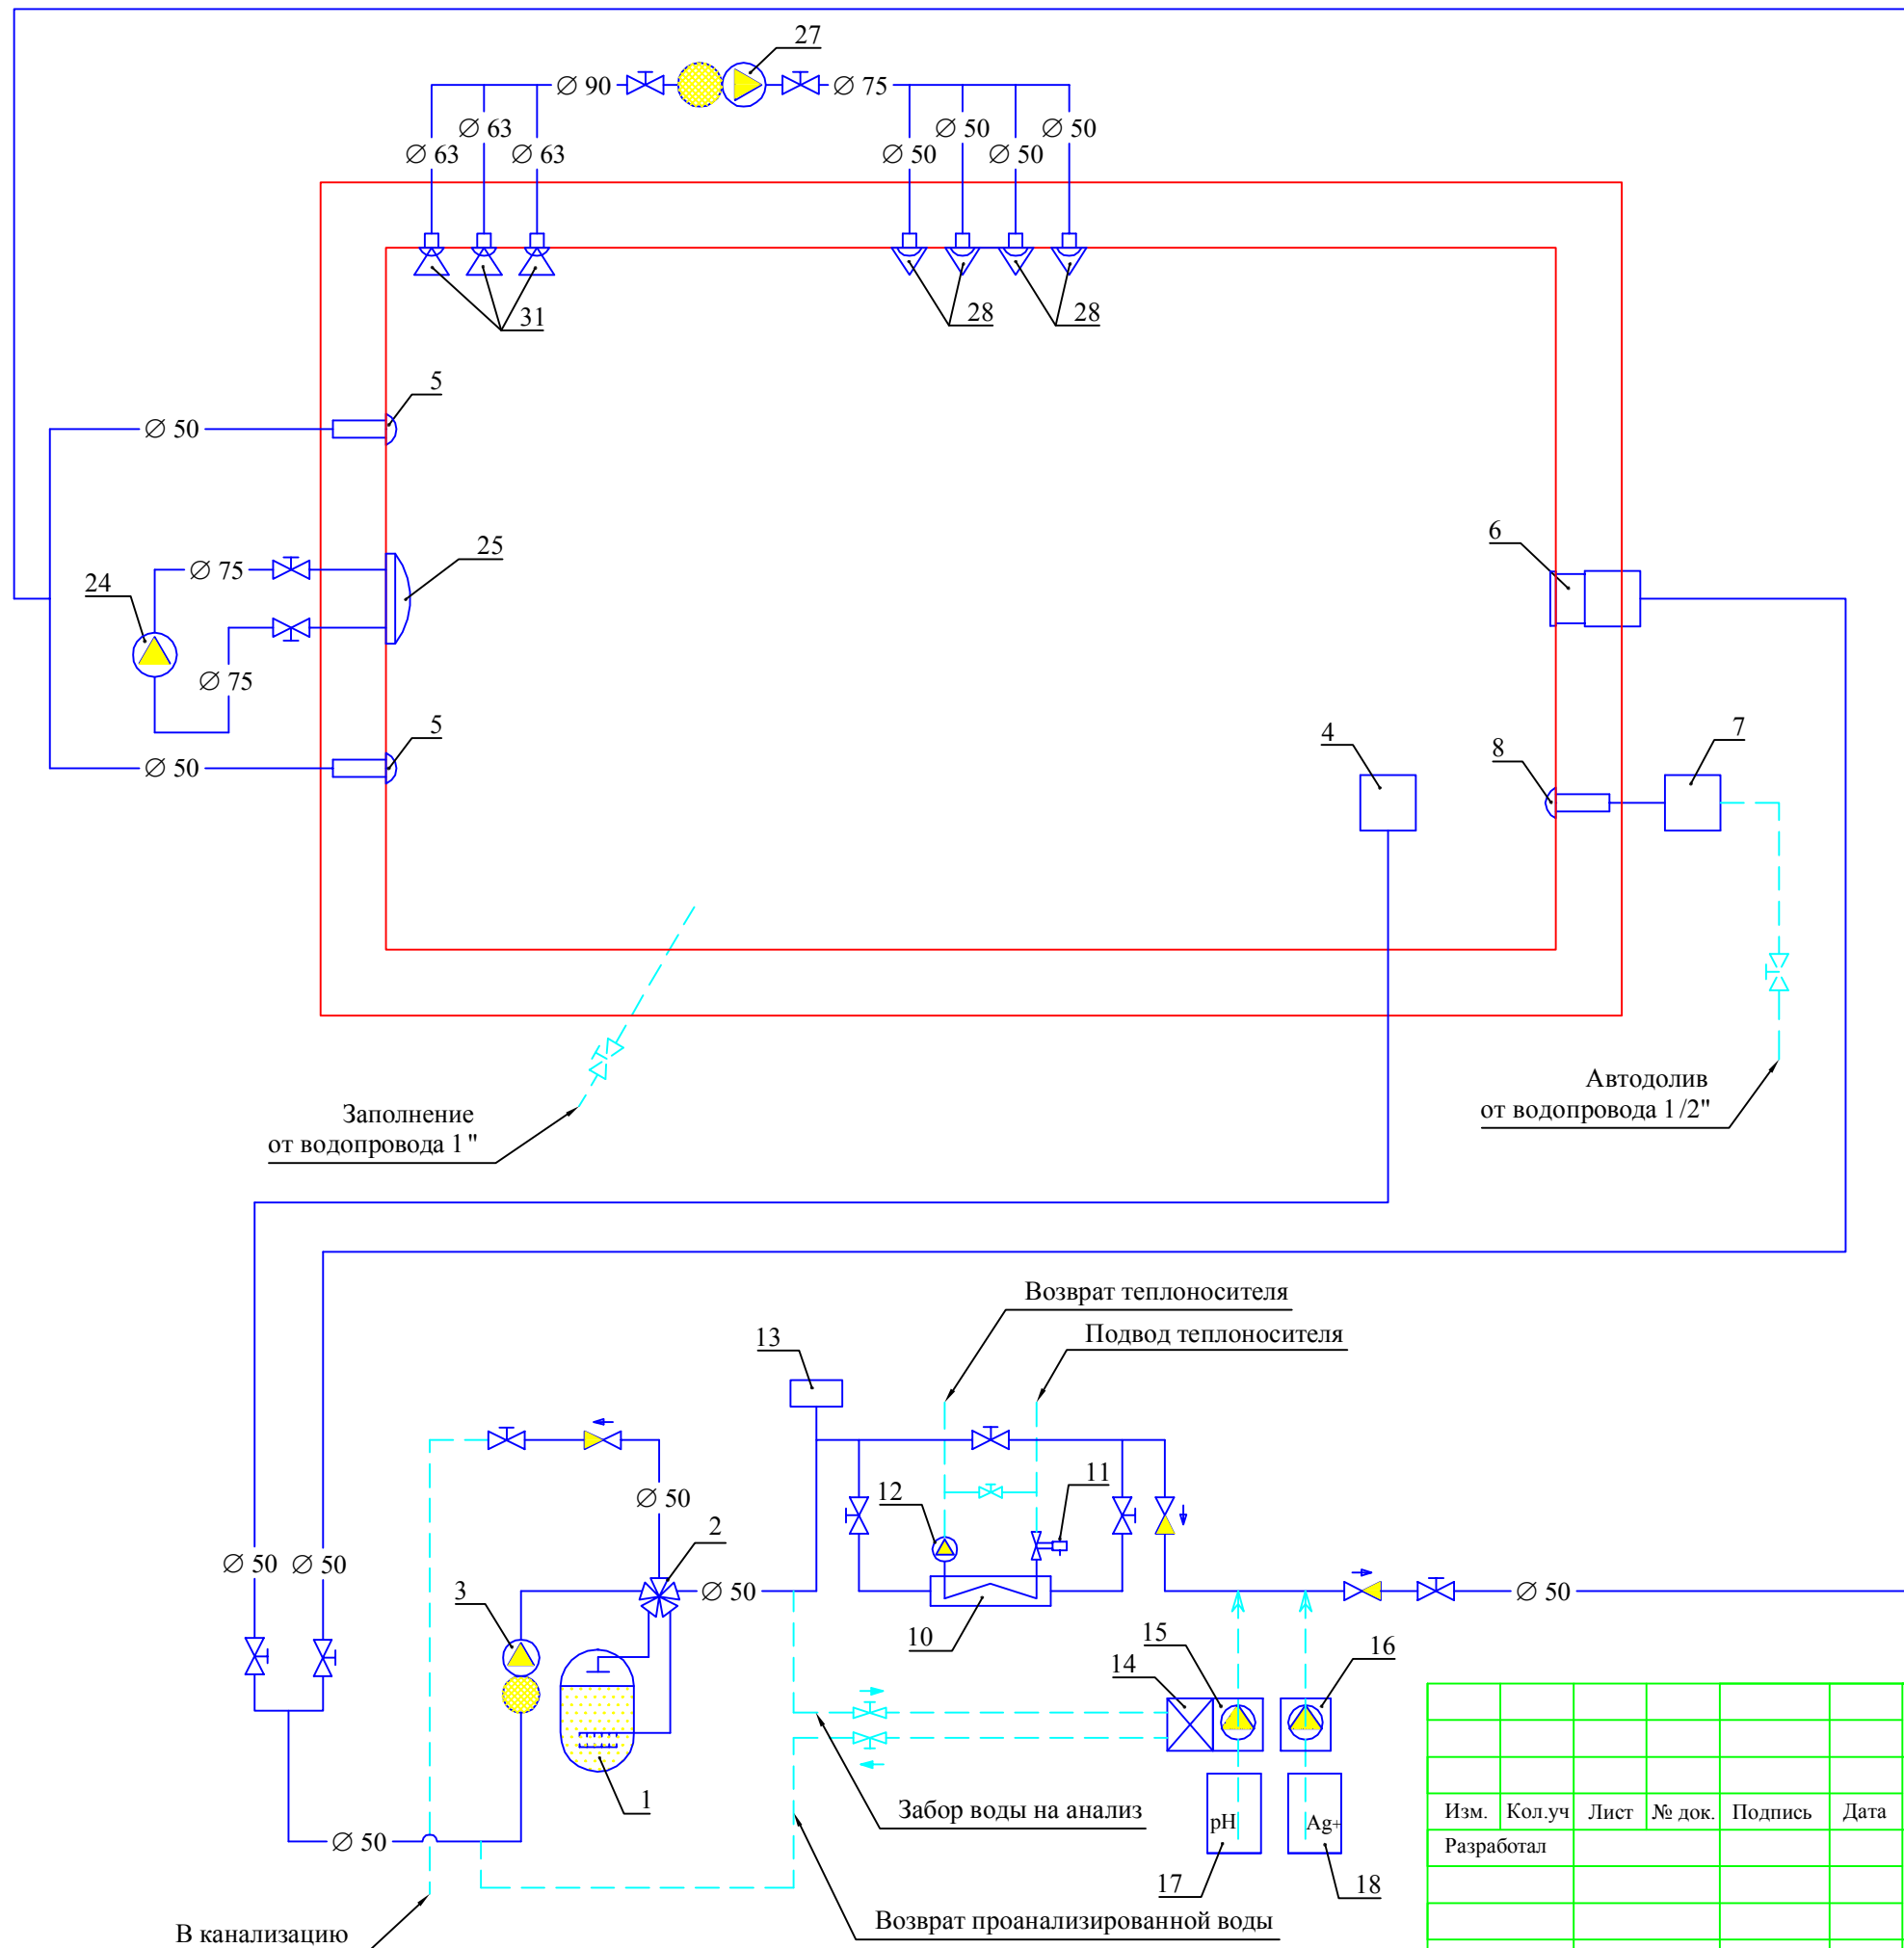 27
∅ 90
∅ 75
∅ 63
∅ 50
∅ 50
∅ 63
∅ 63
∅ 50
∅ 50
31
28
28
5
∅ 50
25
6
∅ 75
24
∅ 75
5
4
8
7
∅ 50
Автодолив
от водопровода 1/2"
Заполнение
от водопровода 1"
Возврат теплоносителя
Подвод теплоносителя
13
11
12
∅ 50
2
∅ 50
∅ 50
3
∅ 50
∅ 50
10
15
16
14
1
Забор воды на анализ
pH
Ag+
Изм.
Кол.уч
Лист
№ док.
Подпись
Дата
Разработал
∅ 50
17
18
Возврат проанализированной воды
В канализацию